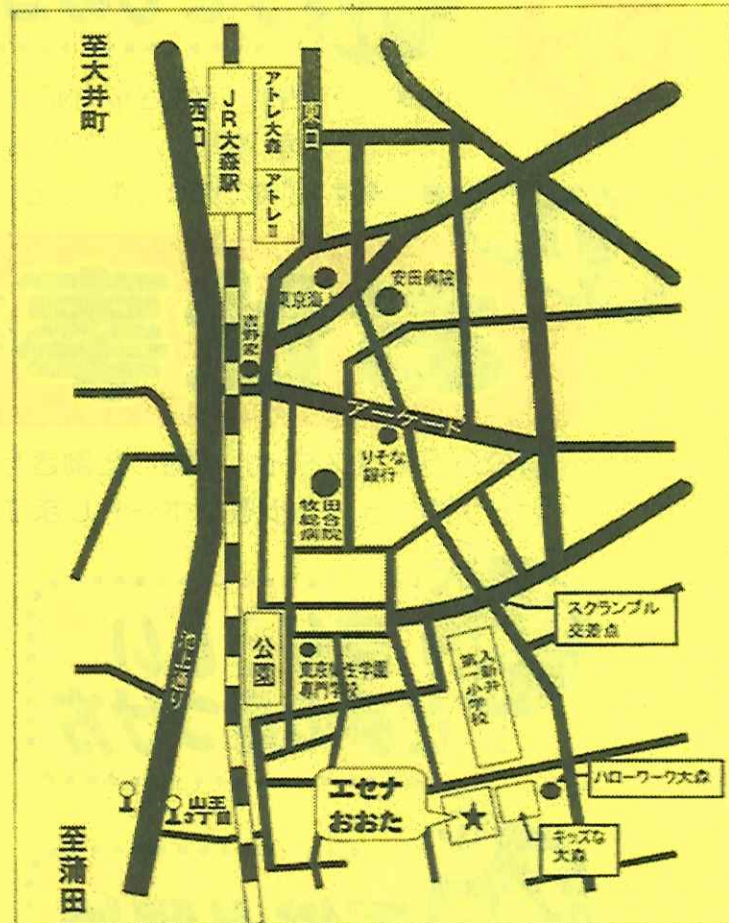 至大井町
西口
JR大森駅
アトレ大森
アトレⅡ
東口
東京海上
安田病院
吉野家
アーケード
りそな
銀行
牧田
総合
病院
スクランブル
交差点
公園
東京衛生学園
専門学校
入新井
第一小学校
池上通り
ハローワーク大森
エセナ
おおた
キッズな
大森
山王
3丁目
至蒲田